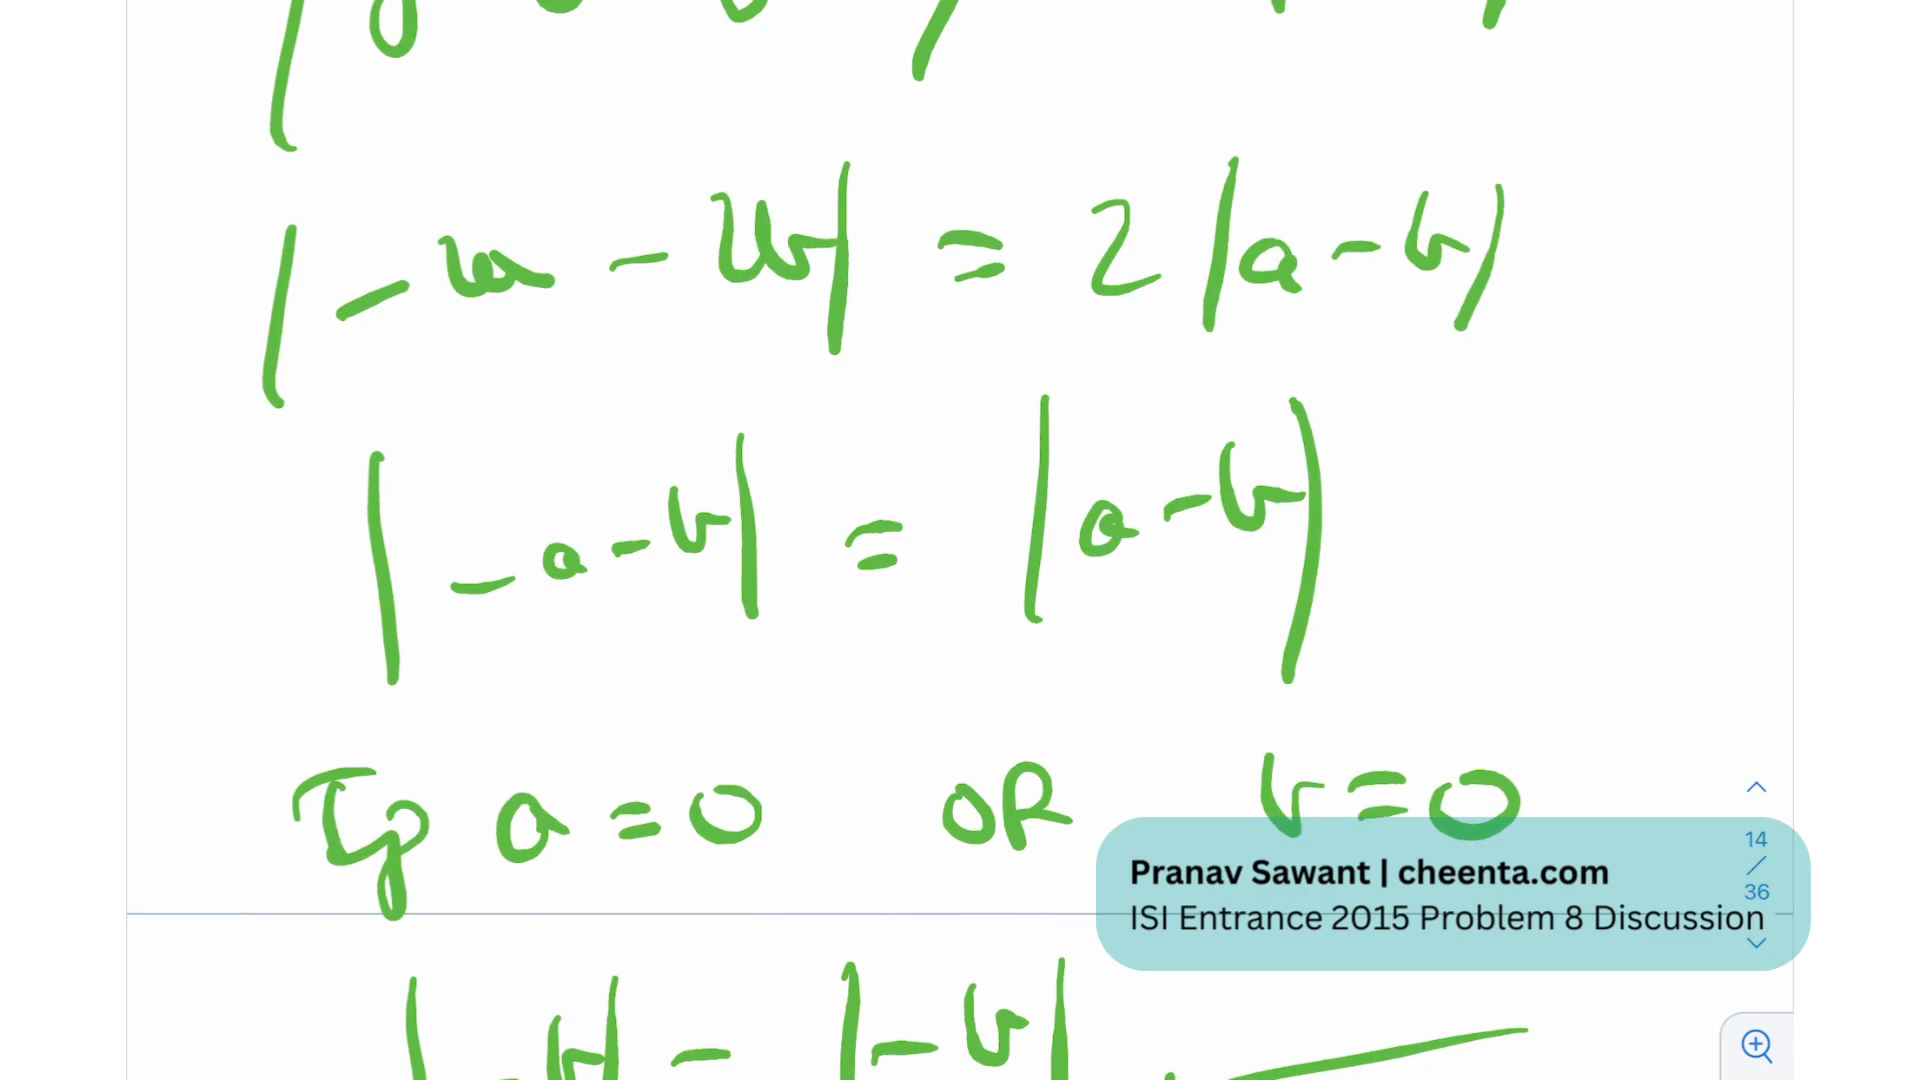 |-2a - 2b| = 2|a-b|
|-a-b| = |a-b|
If a=0 OR b=0
14
/
36
Pranav Sawant | cheenta.com
ISI Entrance 2015 Problem 8 Discussion
|-b| = |-b|